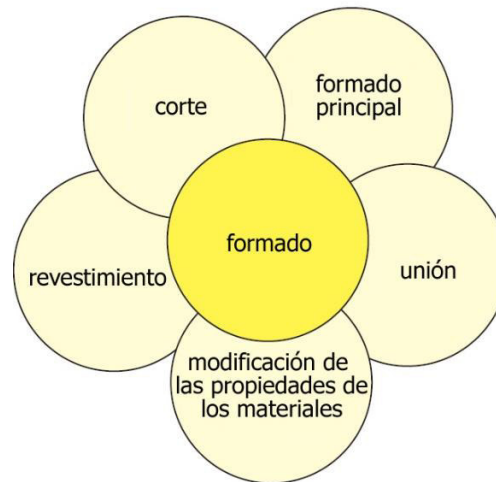 formado
principal
corte
formado
unión
revestimiento
modificación de
las propiedades de
los materiales